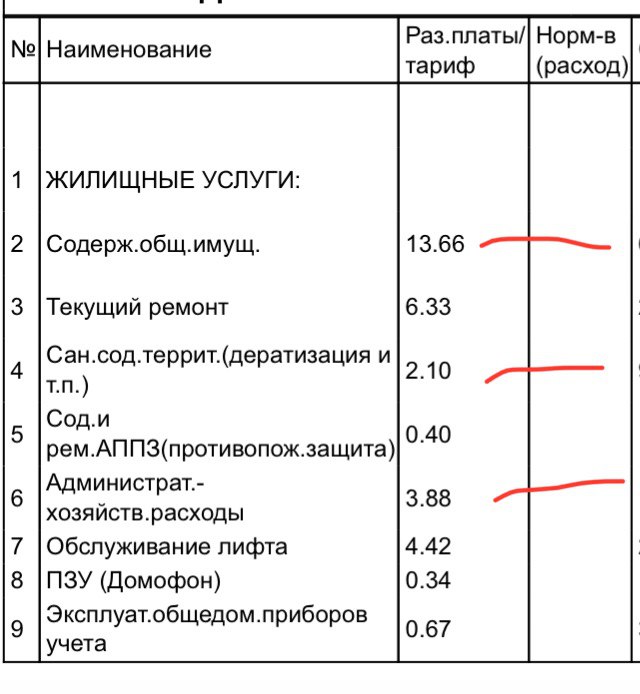 № Наименование Раз.платы/ Норм-в
тариф (расход)
1 ЖИЛИЩНЫЕ УСЛУГИ:
2 Содерж.общ.имущ. 13.66
3 Текущий ремонт 6.33
4 Сан.сод.террит.(дератизация и
т.п.) 2.10
5 Сод.и
рем.АППЗ(противопож.защита) 0.40
6 Администрат.-
хозяйств.расходы 3.88
7 Обслуживание лифта 4.42
8 ПЗУ (Домофон) 0.34
9 Эксплуат.общедом.приборов
учета 0.67